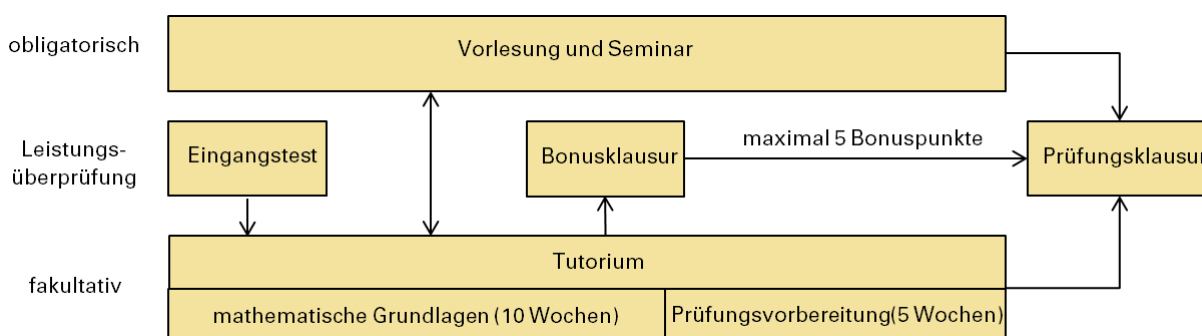 obligatorisch
Vorlesung und Seminar
Leistungs-
überprüfung
Eingangstest
Bonusklausur
maximal 5 Bonuspunkte
Prüfungsklausur
fakultativ
Tutorium
mathematische Grundlagen (10 Wochen)
Prüfungsvorbereitung(5 Wochen)